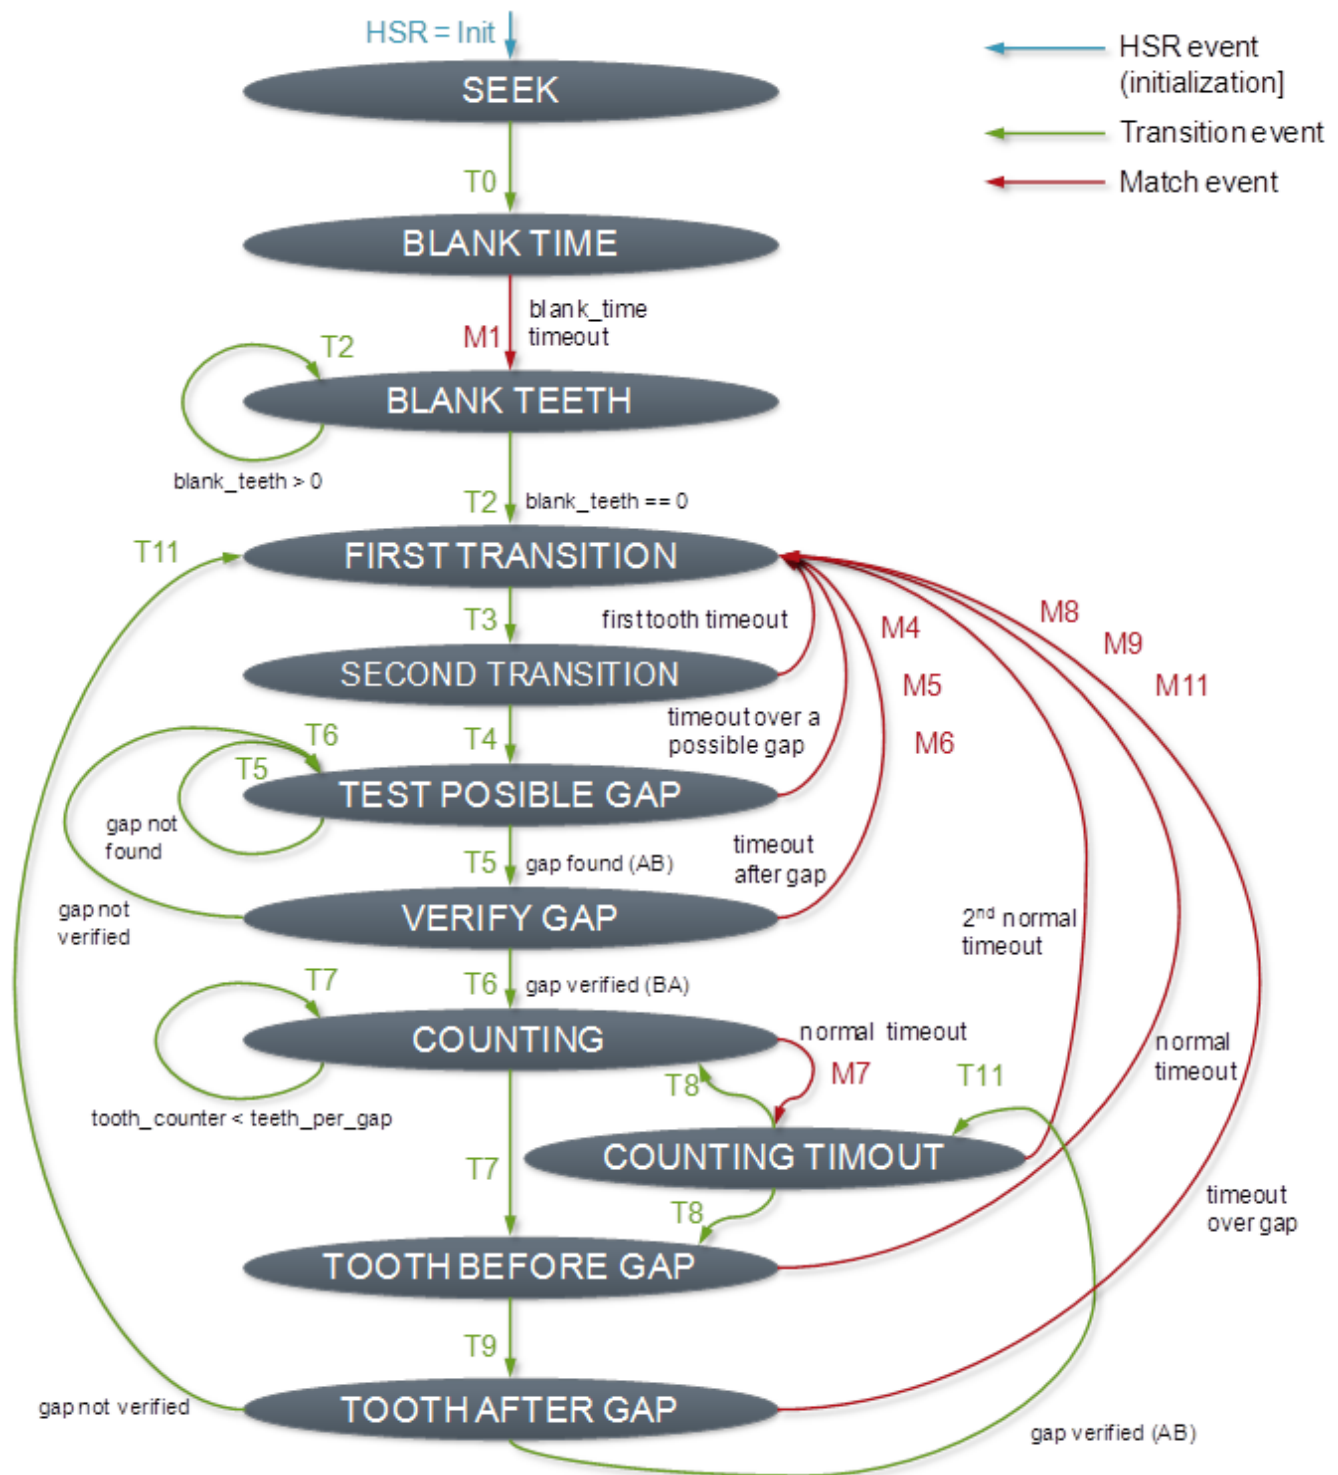 HSR = Init
HSR event
(initialization]
Transition event
Match event
SEEK
T0
BLANK TIME
blank_time
timeout
M1
T2
BLANK TEETH
blank_teeth > 0
T2
blank_teeth == 0
T11
FIRST TRANSITION
T3
first tooth timeout
M4
M5
M6
M8
M9
M11
SECOND TRANSITION
T4
timeout over a
possible gap
T6
T5
TEST POSIBLE GAP
gap not
found
T5
gap found (AB)
timeout
after gap
gap not
verified
VERIFY GAP
2nd normal
timeout
T6
gap verified (BA)
T7
COUNTING
normal timeout
M7
T8
T11
normal
timeout
tooth_counter < teeth_per_gap
T7
COUNTING TIMOUT
T8
timeout
over gap
TOOTH BEFORE GAP
T9
gap not verified
TOOTH AFTER GAP
gap verified (AB)